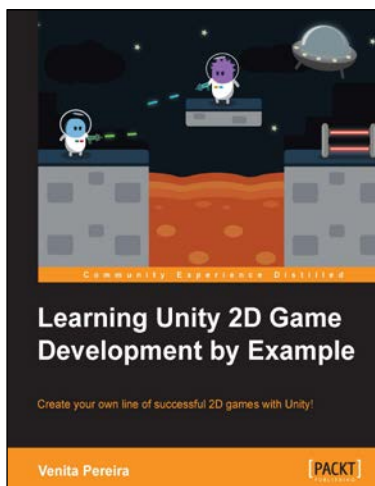 Community Experience Distilled
Learning Unity 2D Game
Development by Example
Create your own line of successful 2D games with Unity!
Venita Pereira
[PACKT]
PUBLISHING